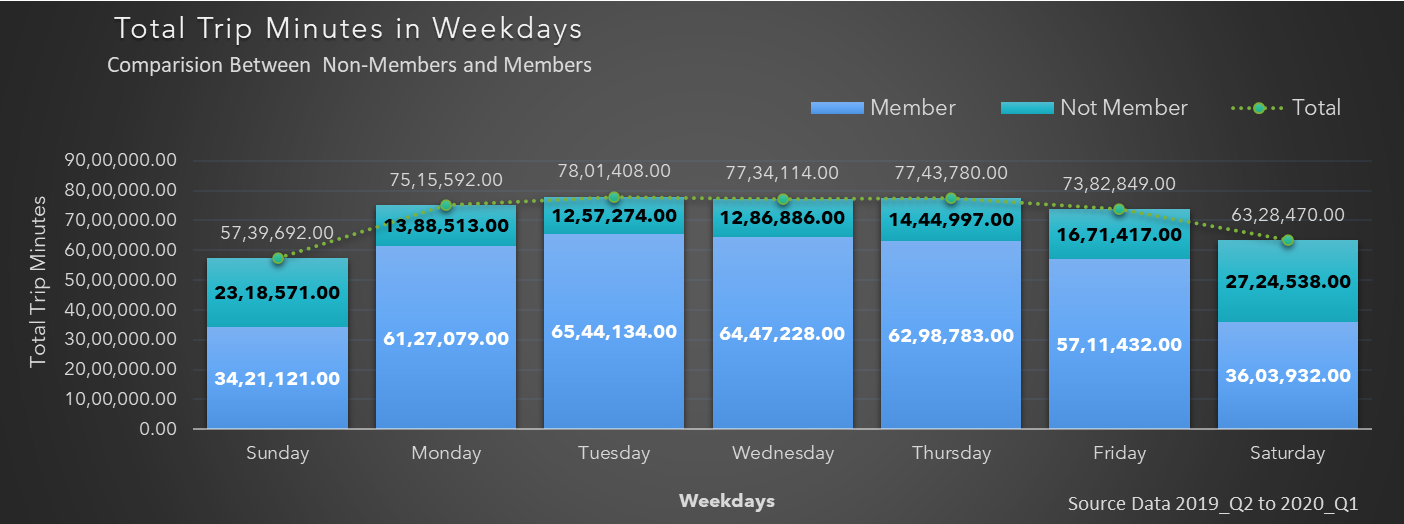 Total Trip Minutes in Weekdays
Comparision Between  Non-Members and Members
Member
Not Member
Total
Total Trip Minutes
90,00,000.00
80,00,000.00
70,00,000.00
60,00,000.00
50,00,000.00
40,00,000.00
30,00,000.00
20,00,000.00
10,00,000.00
0.00
57,39,692.00
75,15,592.00
78,01,408.00
77,34,114.00
77,43,780.00
73,82,849.00
63,28,470.00
23,18,571.00
13,88,513.00
12,57,274.00
12,86,886.00
14,44,997.00
16,71,417.00
27,24,538.00
34,21,121.00
61,27,079.00
65,44,134.00
64,47,228.00
62,98,783.00
57,11,432.00
36,03,932.00
Sunday
Monday
Tuesday
Wednesday
Thursday
Friday
Saturday
Weekdays
Source Data 2019_Q2 to 2020_Q1